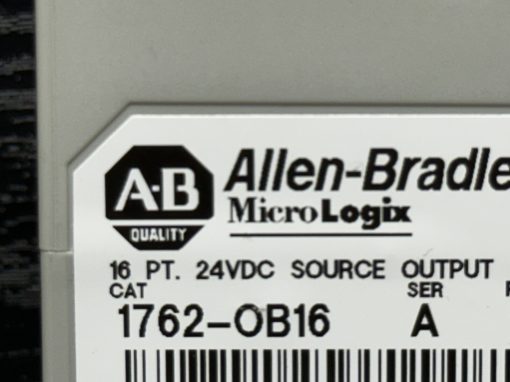 A-B
QUALITY
Allen-Bradle
MicroLogix
16 PT. 24VDC SOURCE OUTPUT
CAT SER
1762-OB16 A